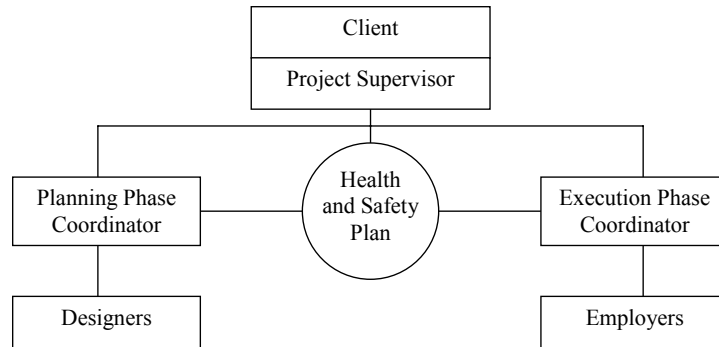 Client
Project Supervisor
Planning Phase
Coordinator
Health
and Safety
Plan
Execution Phase
Coordinator
Designers
Employers